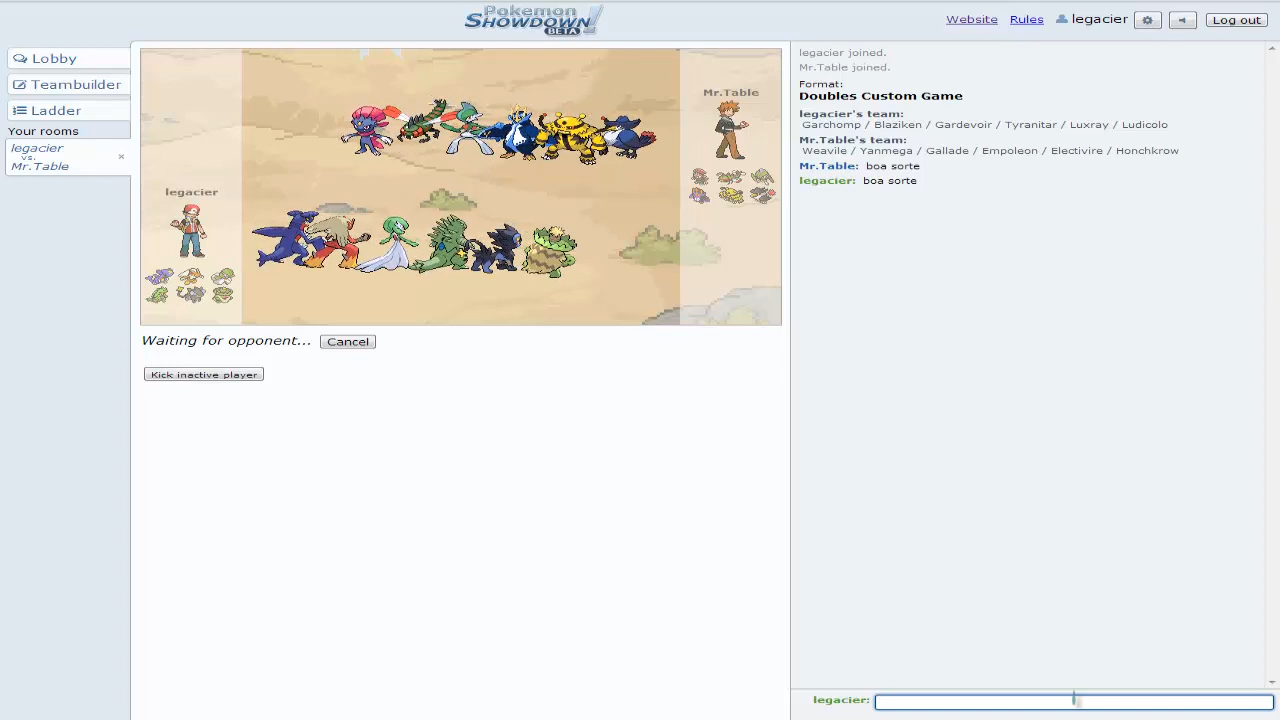 Pokemon
SHOWDOWN!
BETA
Website Rules legacier Log out
Lobby
Teambuilder
Ladder
Your rooms
legacier
vs.
Mr.Table
Mr.Table
legacier
Waiting for opponent... Cancel
Kick inactive player
legacier joined.
Mr.Table joined.
Format:
Doubles Custom Game
legacier's team:
Garchomp / Blaziken / Gardevoir / Tyranitar / Luxray / Ludicolo
Mr.Table's team:
Weavile / Yanmega / Gallade / Empoleon / Electivire / Honchkrow
Mr.Table: boa sorte
legacier: boa sorte
legacier: